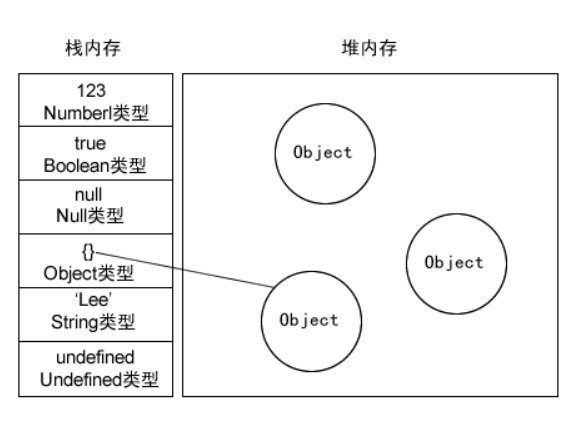 栈内存
堆内存
123
Numberl类型
true
Boolean类型
null
Null类型
{}
Object类型
‘Lee’
String类型
undefined
Undefined类型
Object
Object
Object